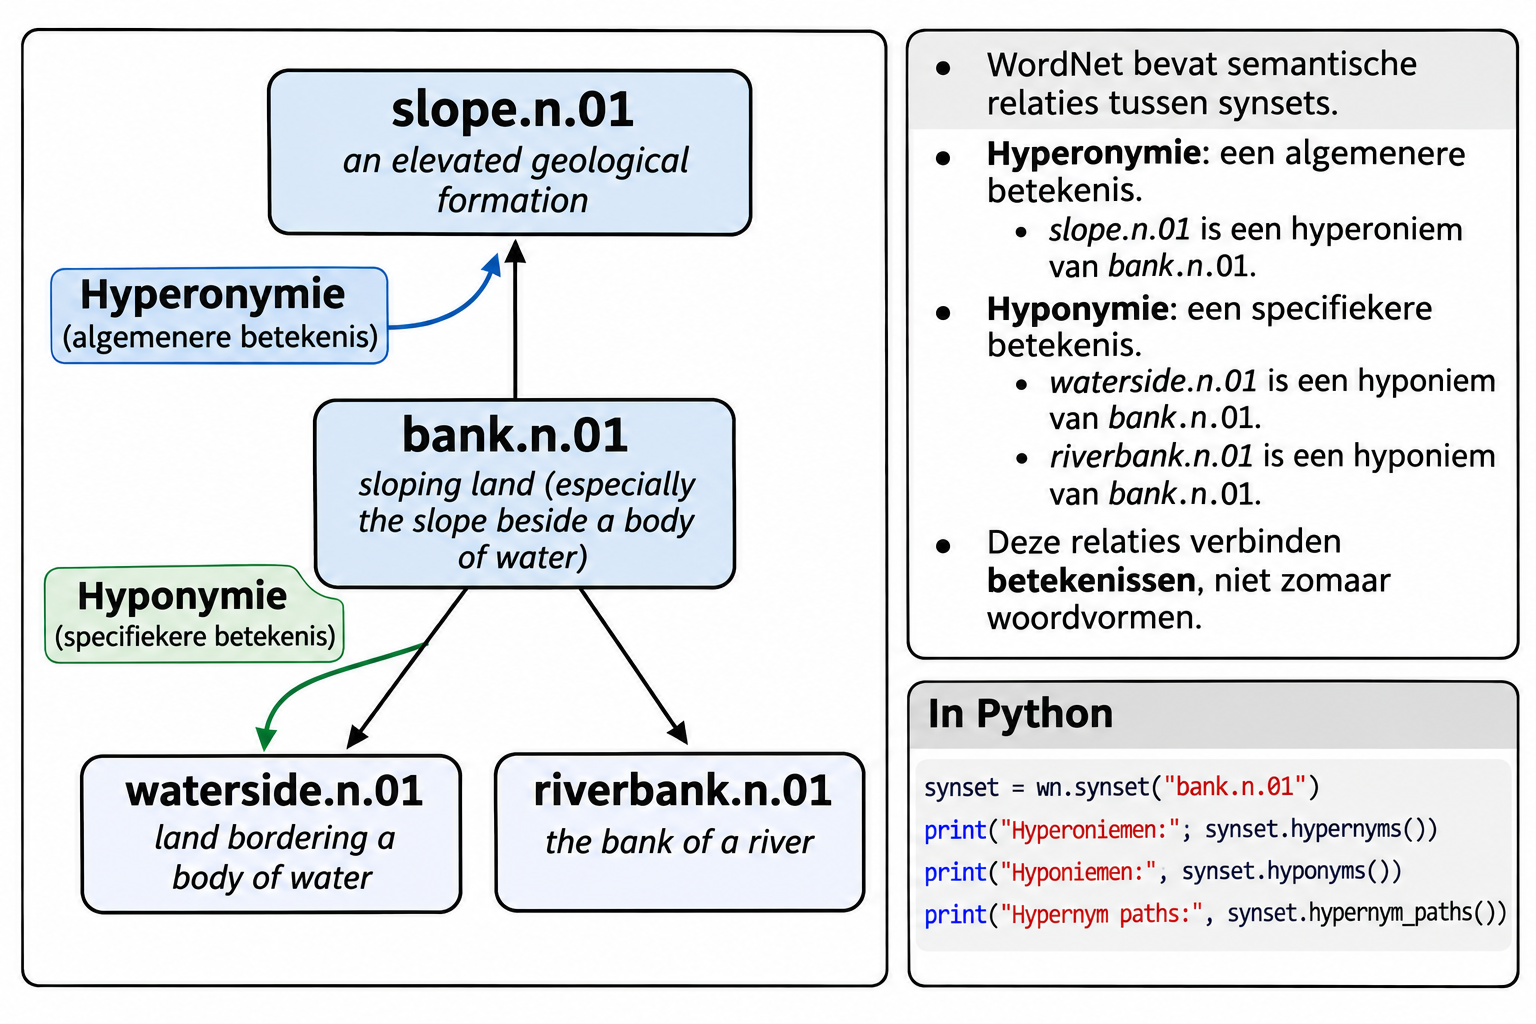 slope.n.01
an elevated geological
formation
Hyperonymie
(algemenere betekenis)
bank.n.01
sloping land (especially
the slope beside a body
of water)
Hyponymie
(specifiekere betekenis)
waterside.n.01
land bordering a
body of water
riverbank.n.01
the bank of a river
• WordNet bevat semantische
relaties tussen synsets.
• Hyperonymie: een algemenere
betekenis.
• slope.n.01 is een hyperoniem
van bank.n.01.
• Hyponymie: een specifiekere
betekenis.
• waterside.n.01 is een hyponiem
van bank.n.01.
• riverbank.n.01 is een hyponiem
van bank.n.01.
• Deze relaties verbinden
betekenissen, niet zomaar
woordvormen.
In Python
synset = wn.synset("bank.n.01")
print("Hyperoniemen:"; synset.hypernyms())
print("Hyponiemen:", synset.hyponyms())
print("Hypernym paths:", synset.hypernym_paths())